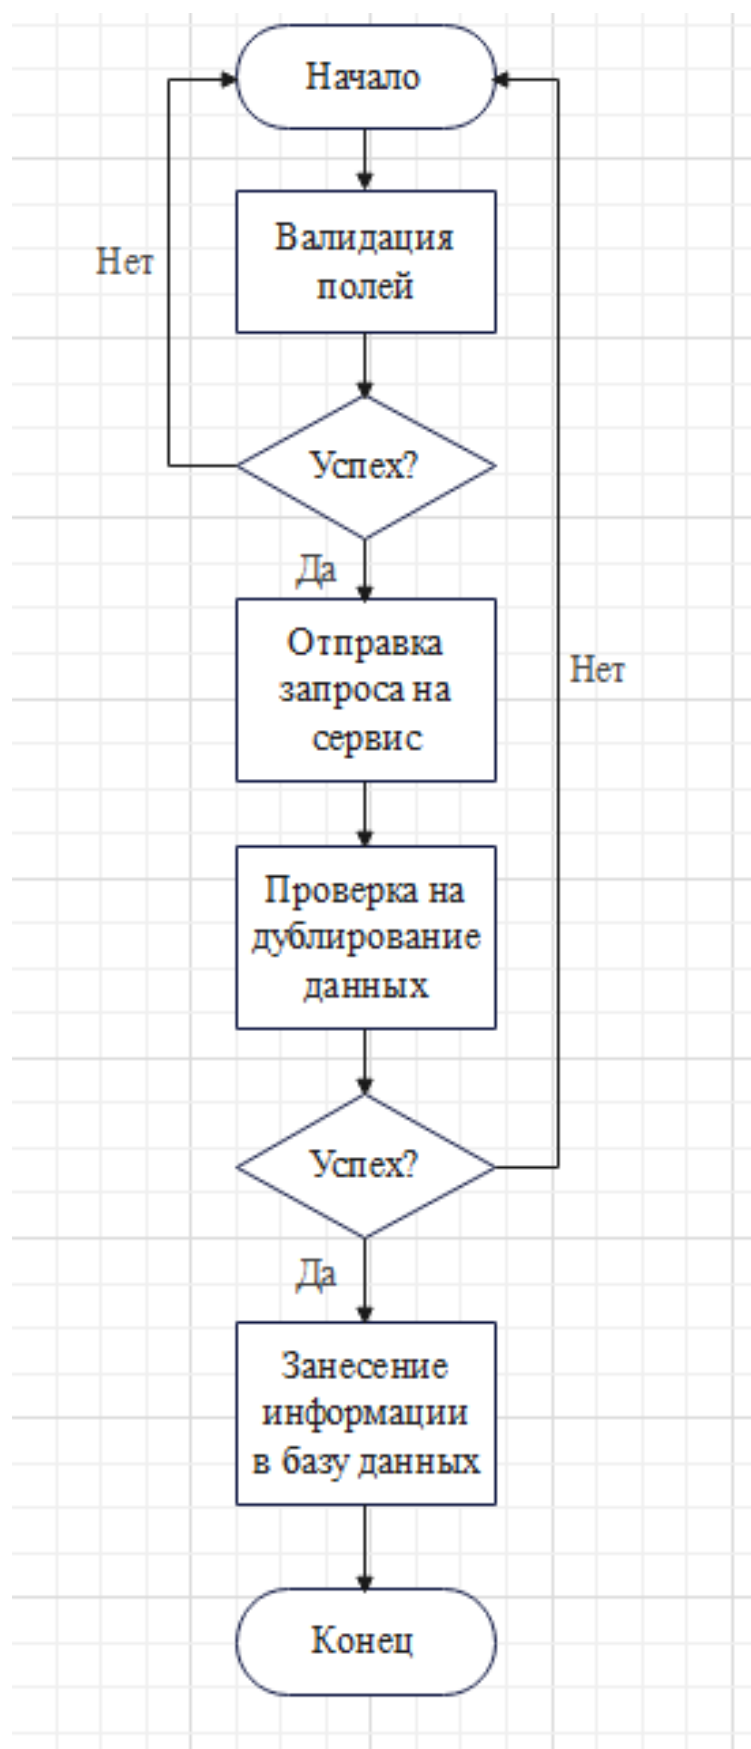 Начало
Валидация
полей
Нет
Успех?
Да
Отправка
запроса на
сервис
Нет
Проверка на
дублирование
данных
Успех?
Да
Занесение
информации
в базу данных
Конец